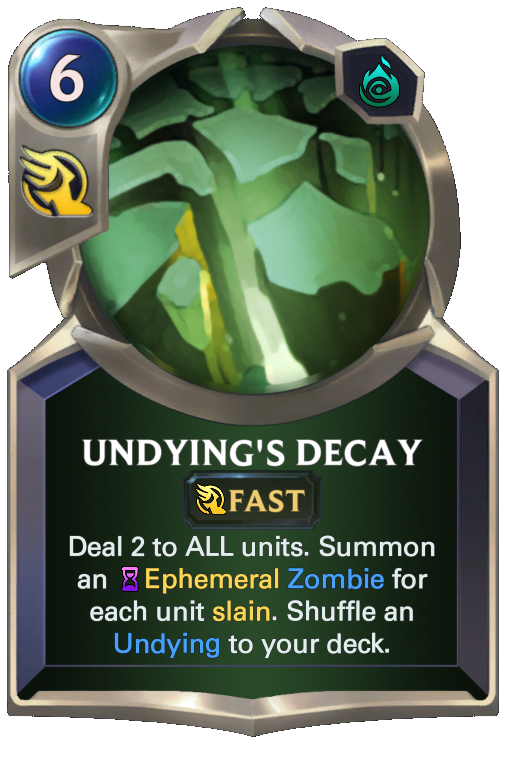 6
UNDYING'S DECAY
FAST
Deal 2 to ALL units. Summon
an Ephemeral Zombie for
each unit slain. Shuffle an
Undying to your deck.